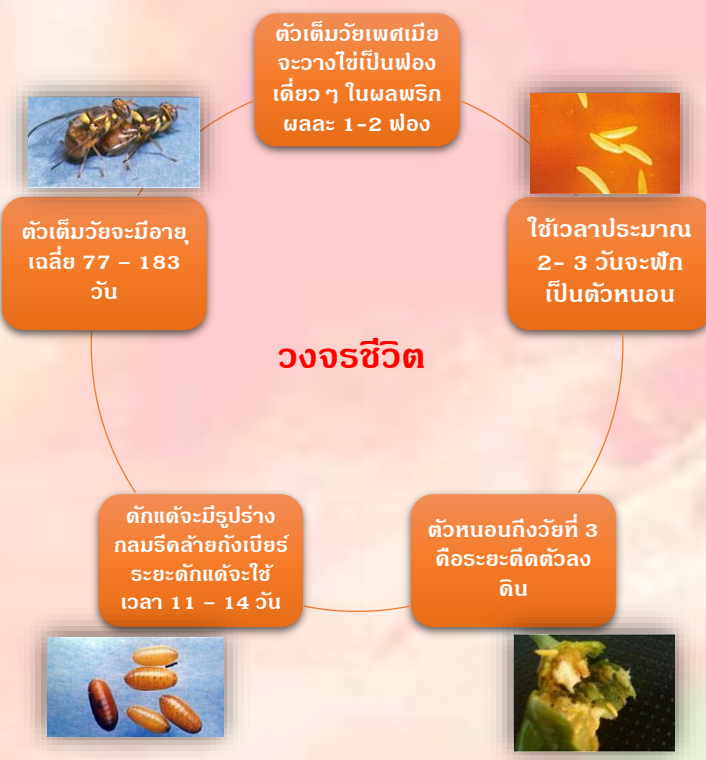 ตัวเต็มวัยเพศเมีย
จะวางไข่เป็นฟอง
เดี่ยว ๆ ในผลพริก
ผลละ 1-2 ฟอง
ใช้เวลาประมาณ
2- 3 วันจะฟัก
เป็นตัวหนอน
ตัวหนอนถึงวัยที่ 3
คือระยะดีดตัวลง
ดิน
ดักแด้จะมีรูปร่าง
กลมรีคล้ายถังเบียร์
ระยะดักแด้จะใช้
เวลา 11 – 14 วัน
ตัวเต็มวัยจะมีอายุ
เฉลี่ย 77 – 183
วัน
วงจรชีวิต